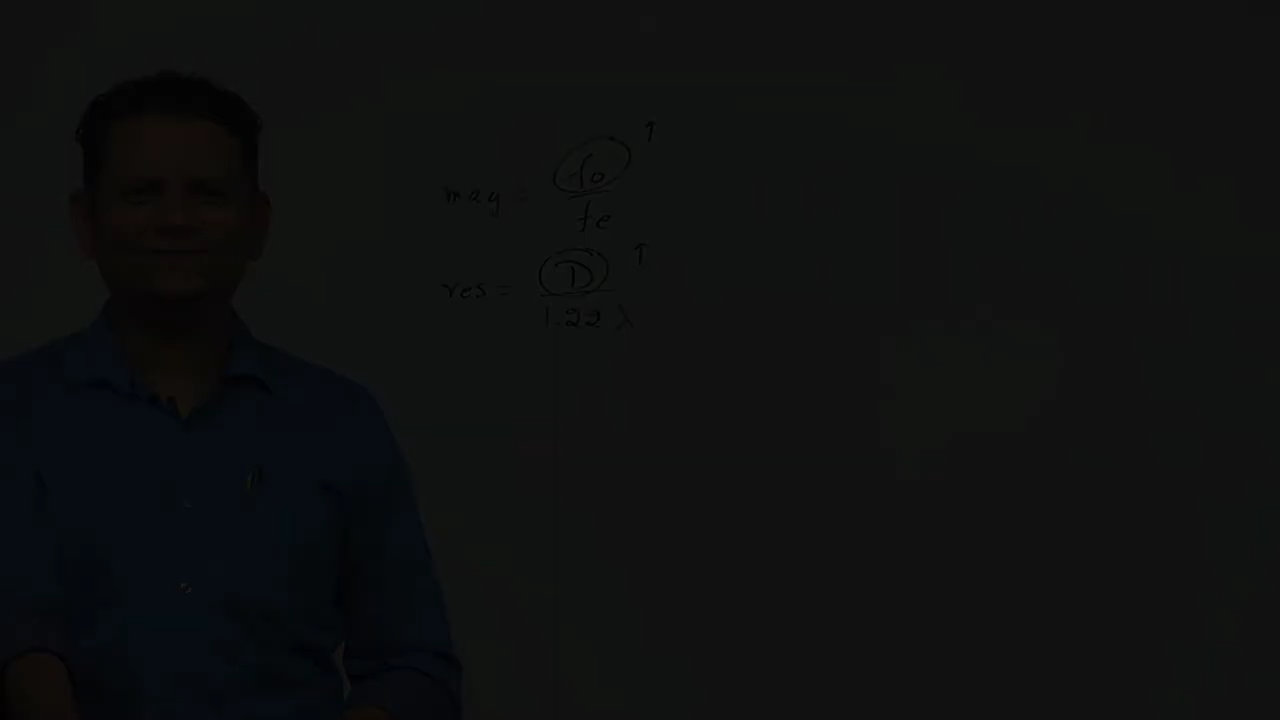 mag = fo/fe ↑
res = D/1.22 λ ↑